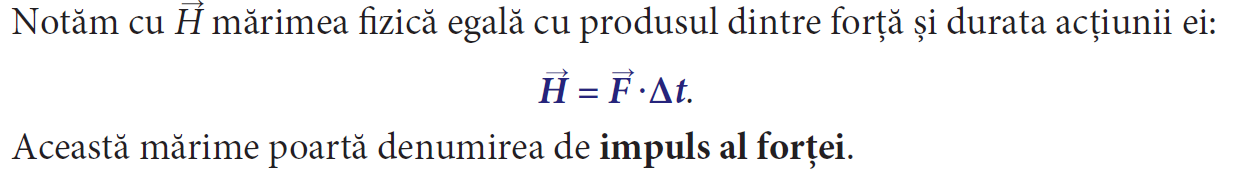 Notăm cu H⃗ mărimea fizică egală cu produsul dintre forță și durata acțiunii ei:
H⃗ = F⃗ · Δt.
Această mărime poartă denumirea de impuls al forței.